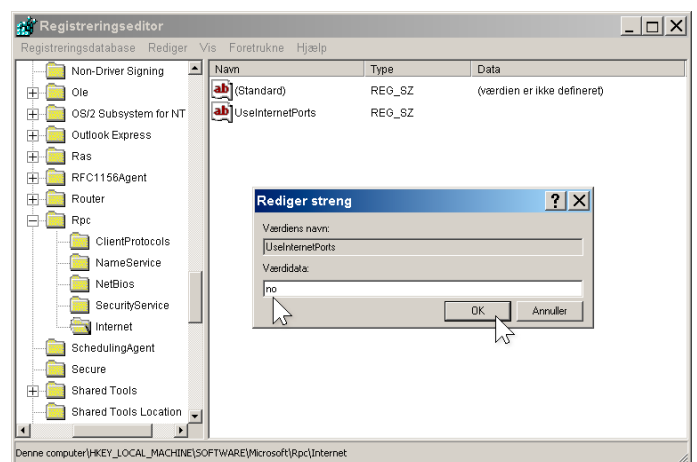 Registreringseditor
Registreringsdatabase Rediger Vis Foretrukne Hjælp
Non-Driver Signing
Ole
OS/2 Subsystem for NT
Outlook Express
Ras
RFC1156Agent
Router
Rpc
ClientProtocols
NameService
NetBios
SecurityService
Internet
SchedulingAgent
Secure
Shared Tools
Shared Tools Location
Navn Type Data
ab (Standard) REG_SZ (værdien er ikke defineret)
ab UseInternetPorts REG_SZ
Rediger streng
Værdiens navn:
UseInternetPorts
Værdidata:
no
OK Annuller
Denne computer\HKEY_LOCAL_MACHINE\SOFTWARE\Microsoft\Rpc\Internet